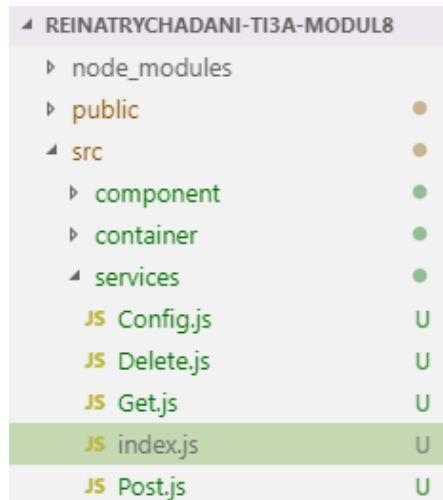 REINATRYCHADANI-TI3A-MODUL8
node_modules
public
src
component
container
services
JS Config.js U
JS Delete.js U
JS Get.js U
JS index.js U
JS Post.js U